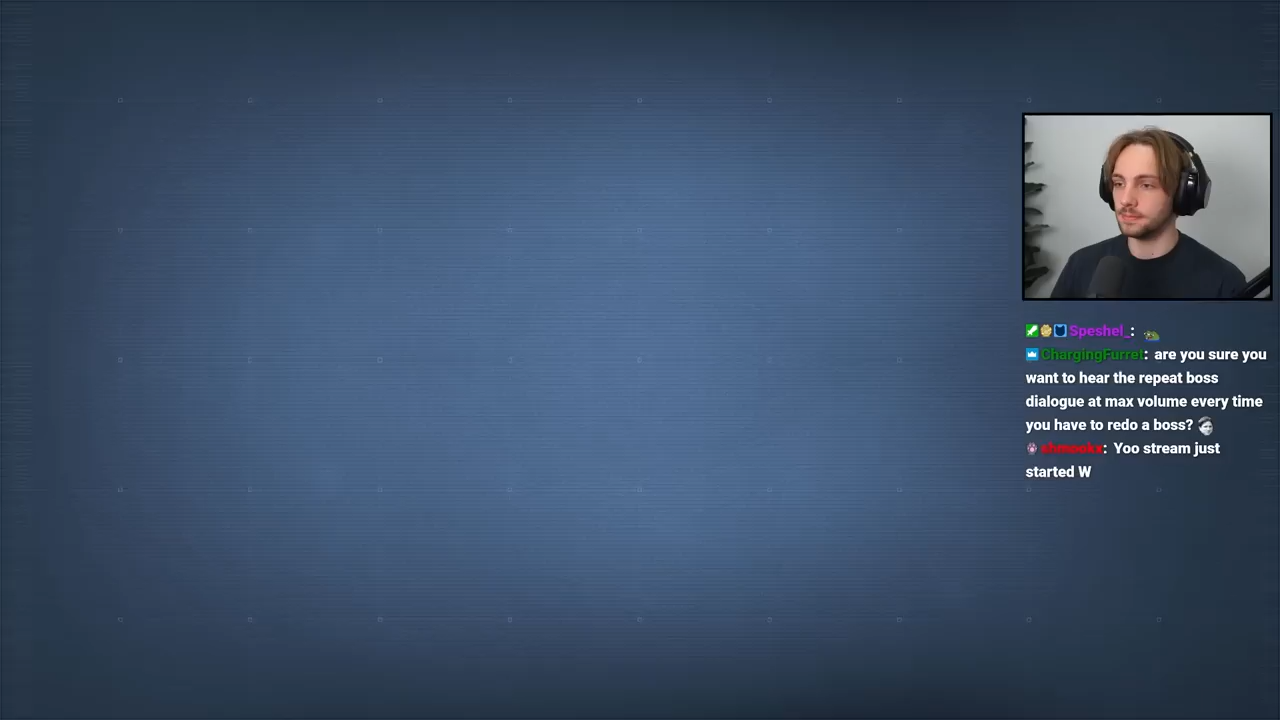 Speshel_:
ChargingFurret: are you sure you
want to hear the repeat boss
dialogue at max volume every time
you have to redo a boss?
shmookx: Yoo stream just
started W